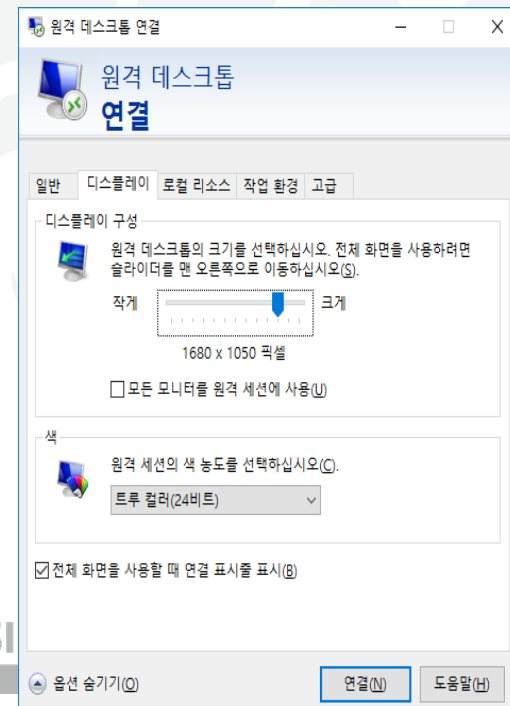 원격 데스크톱 연결
원격 데스크톱
연결
일반 디스플레이 로컬 리소스 작업 환경 고급
디스플레이 구성
원격 데스크톱의 크기를 선택하십시오. 전체 화면을 사용하려면
슬라이더를 맨 오른쪽으로 이동하십시오(S).
작게 크게
1680 x 1050 픽셀
모든 모니터를 원격 세션에 사용(U)
색
원격 세션의 색 농도를 선택하십시오(C).
트루 컬러(24비트)
전체 화면을 사용할 때 연결 표시줄 표시(B)
옵션 숨기기(O) 연결(N) 도움말(H)